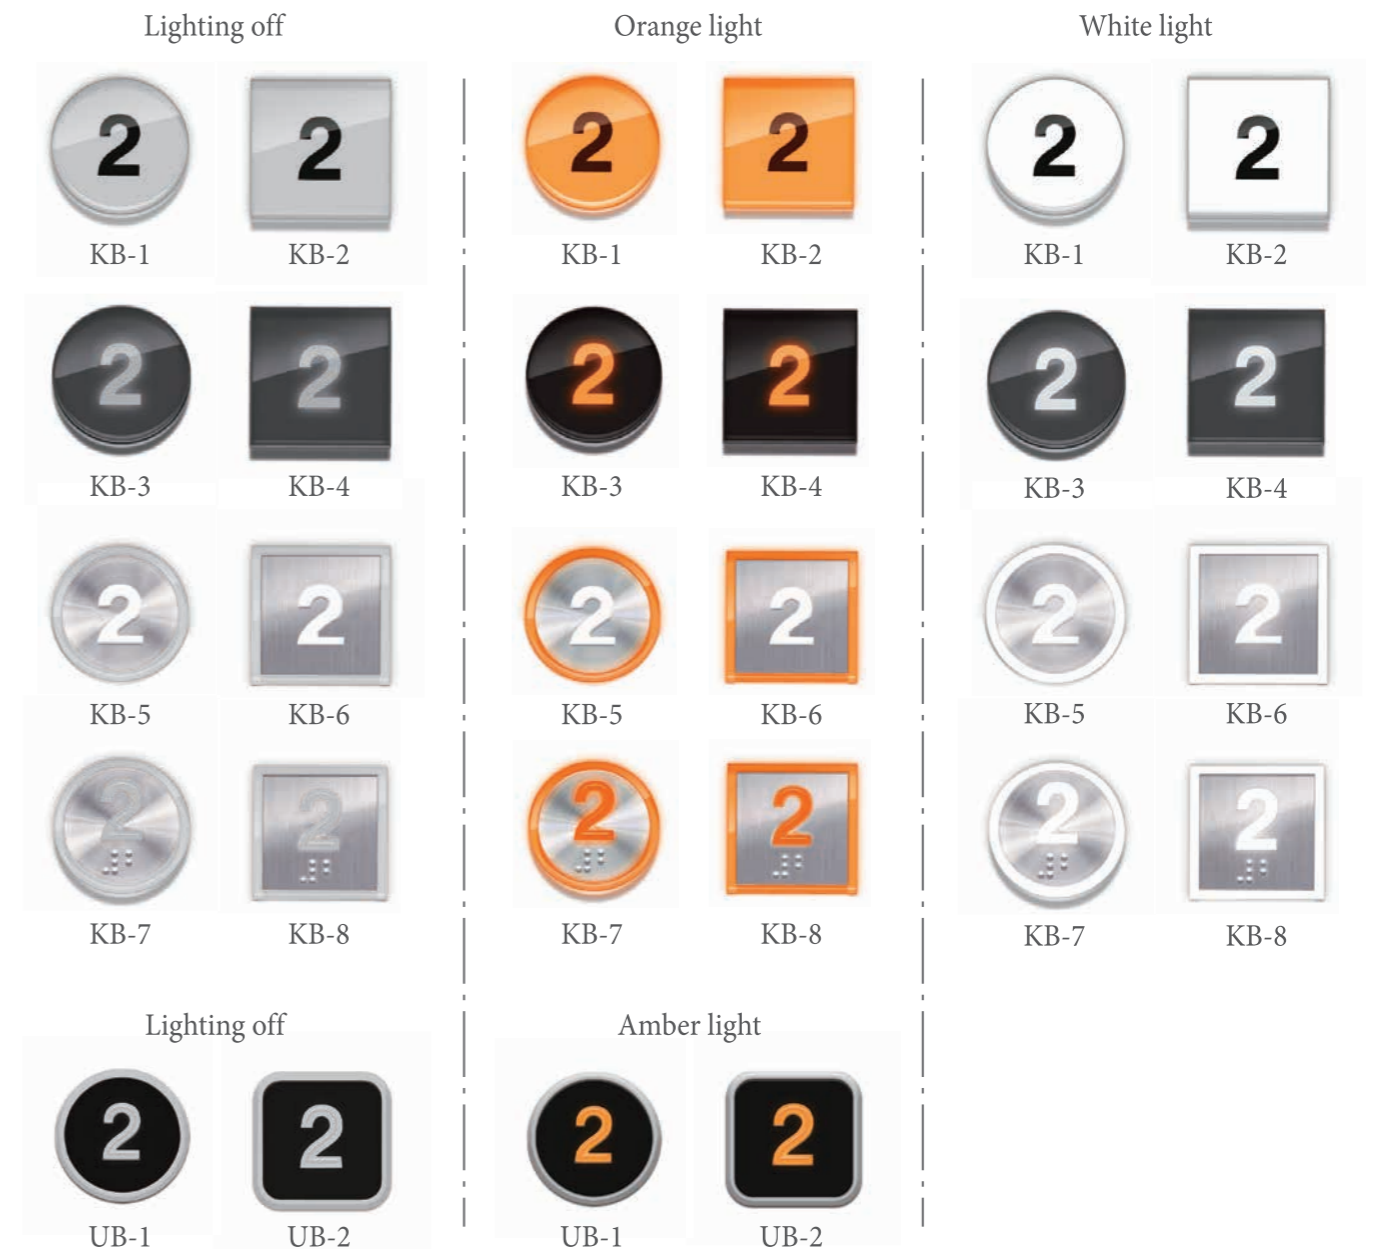 Lighting off
Orange light
White light
2 2 2 2 2 2
KB-1 KB-2 KB-1 KB-2 KB-1 KB-2
2 2 2 2 2 2
KB-3 KB-4 KB-3 KB-4 KB-3 KB-4
2 2 2 2 2 2
KB-5 KB-6 KB-5 KB-6 KB-5 KB-6
2 2 2 2 2 2
KB-7 KB-8 KB-7 KB-8 KB-7 KB-8
Lighting off
Amber light
2 2 2 2
UB-1 UB-2 UB-1 UB-2